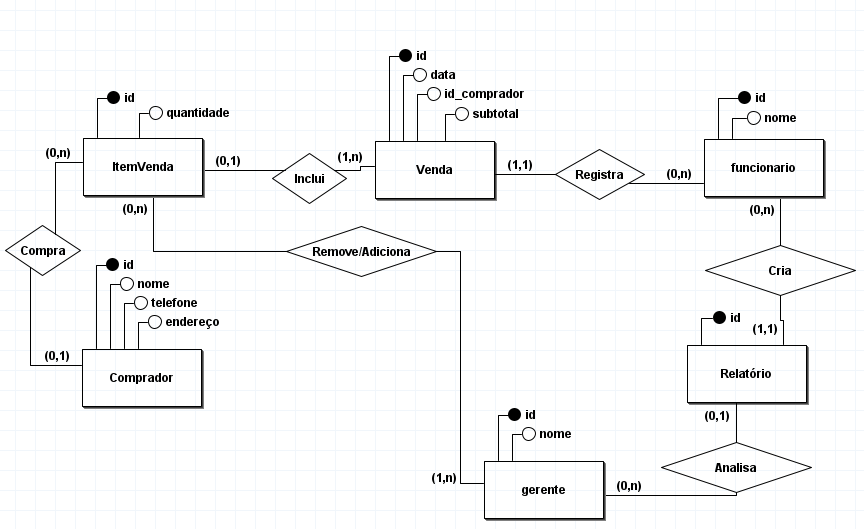 id
data
id_comprador
subtotal
id
quantidade
id
nome
(0,n)
ItemVenda
(0,1)
Inclui
(1,n)
Venda
(1,1)
Registra
(0,n)
funcionario
(0,n)
(0,n)
Compra
Remove/Adiciona
Cria
id
nome
telefone
endereço
id
(1,1)
(0,1)
Comprador
Relatório
(0,1)
id
nome
Analisa
(1,n)
gerente
(0,n)